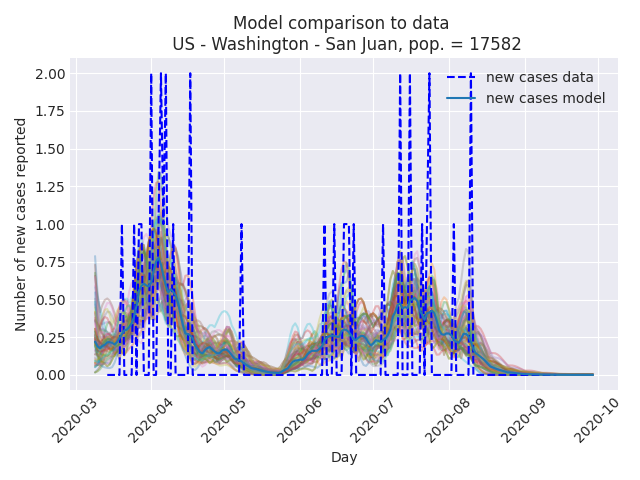 Model comparison to data
US - Washington - San Juan, pop. = 17582
new cases data
new cases model
Number of new cases reported
2.00
1.75
1.50
1.25
1.00
0.75
0.50
0.25
0.00
2020-03
2020-04
2020-05
2020-06
2020-07
2020-08
2020-09
2020-10
Day